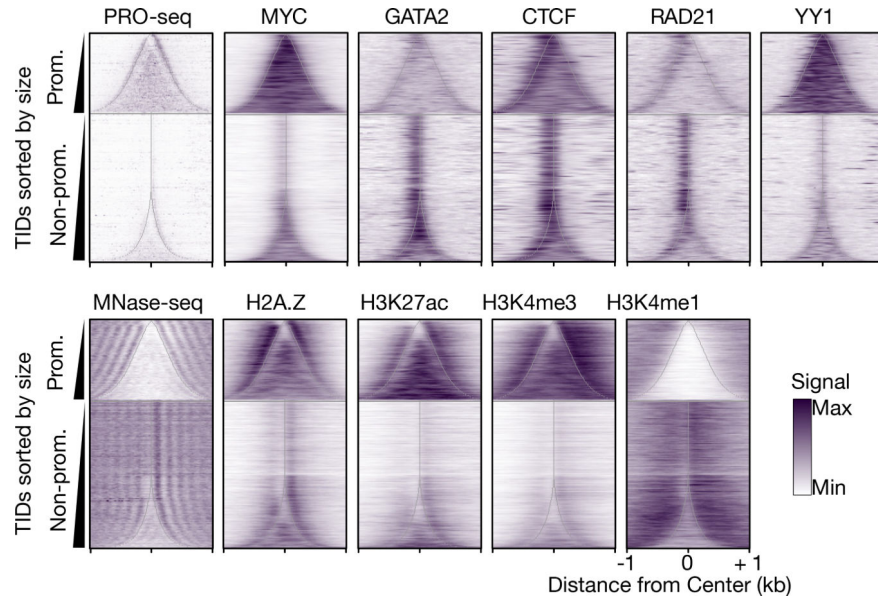 PRO-seq MYC GATA2 CTCF RAD21 YY1
TIDs sorted by size
Prom.
Non-prom.
MNase-seq H2A.Z H3K27ac H3K4me3 H3K4me1
TIDs sorted by size
Prom.
Non-prom.
Signal
Max
Min
-1 0 +1
Distance from Center (kb)